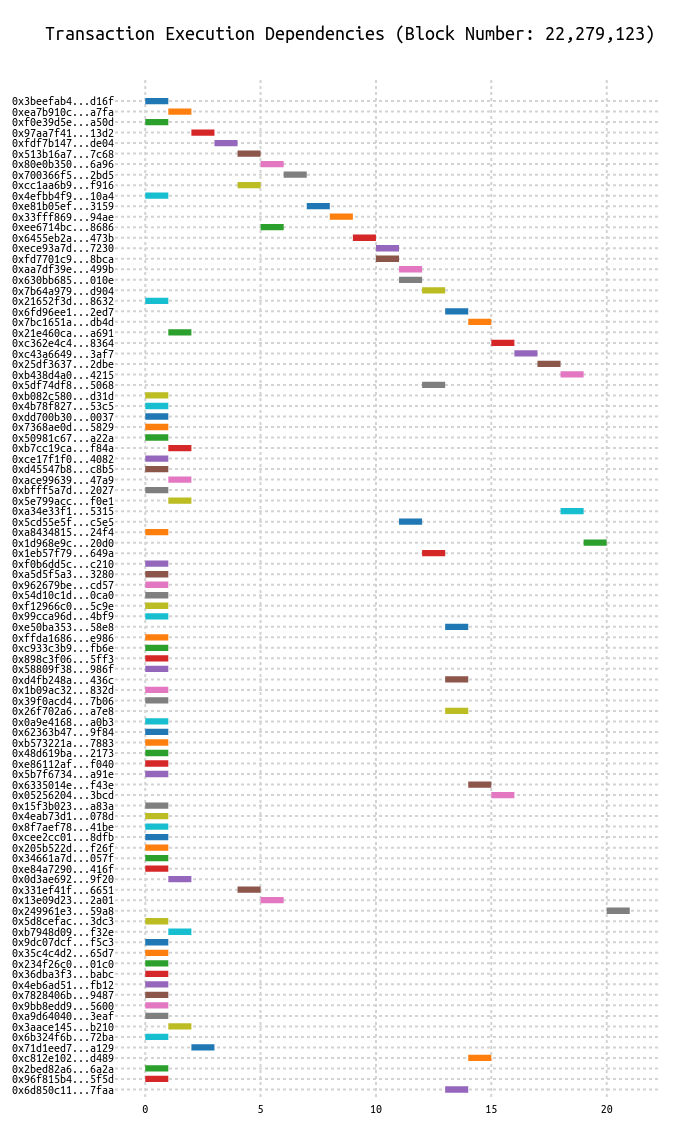 Transaction Execution Dependencies (Block Number: 22,279,123)
0x3beefab4...d16f
0xea7b910c...a7fa
0xf0e39d5e...a50d
0x97aa7f41...13d2
0xfdf7b147...de04
0x513b16a7...7c68
0x80e0b350...6a96
0x700366f5...2bd5
0xcc1aa6b9...f916
0x4efbb4f9...10a4
0xe81b05ef...3159
0x33fff869...94ae
0xee6714bc...8686
0x6455eb2a...473b
0xece93a7d...7230
0xfd7701c9...8bca
0xaa7df39e...499b
0x630bb685...010e
0x7b64a979...d904
0x21652f3d...8632
0x6fd96ee1...2ed7
0x7bc1651a...db4d
0x21e460ca...a691
0xc362e4c4...8364
0xc43a6649...3af7
0x25df3637...2dbe
0xb438d4a0...4215
0x5df74df8...5068
0xb082c580...d31d
0x4b78f827...53c5
0xdd700b30...0037
0x7368ae0d...5829
0x50981c67...a22a
0xb7cc19ca...f84a
0xce17f1f0...4082
0xd45547b8...c8b5
0xace99639...47a9
0xbfff5a7d...2027
0x5e799acc...f0e1
0xa34e33f1...5315
0x5cd55e5f...c5e5
0xa8434815...24f4
0x1d968e9c...20d0
0x1eb57f79...649a
0xf0b6dd5c...c210
0xa5d5f5a3...3280
0x962679be...cd57
0x54d10c1d...0ca0
0xf12966c0...5c9e
0x99cca96d...4bf9
0xe50ba353...58e8
0xffda1686...e986
0xc933c3b9...fb6e
0x898c3f06...5ff3
0x58809f38...986f
0xd4fb248a...436c
0x1b09ac32...832d
0x39f0acd4...7b06
0x26f702a6...a7e8
0x0a9e4168...a0b3
0x62363b47...9f84
0xb573221a...7883
0x48d619ba...2173
0xe86112af...f040
0x5b7f6734...a91e
0x6335014e...f43e
0x05256204...3bcd
0x15f3b023...a83a
0x4eab73d1...078d
0x8f7aef78...41be
0xcee2cc01...8dfb
0x205b522d...f26f
0x34661a7d...057f
0xe84a7290...416f
0x0d3ae692...9f20
0x331ef41f...6651
0x13e09d23...2a01
0x249961e3...59a8
0x5d8cefac...3dc3
0xb7948d09...f32e
0x9dc07dcf...f5c3
0x35c4c4d2...65d7
0x234f26c0...01c0
0x36dba3f3...babc
0x4eb6ad51...fb12
0x7828406b...9487
0x9bb8edd9...5600
0xa9d64040...3eaf
0x3aace145...b210
0x6b324f6b...72ba
0x71d1eed7...a129
0xc812e102...d489
0x2bed82a6...6a2a
0x96f815b4...5f5d
0x6d850c11...7faa
0 5 10 15 20